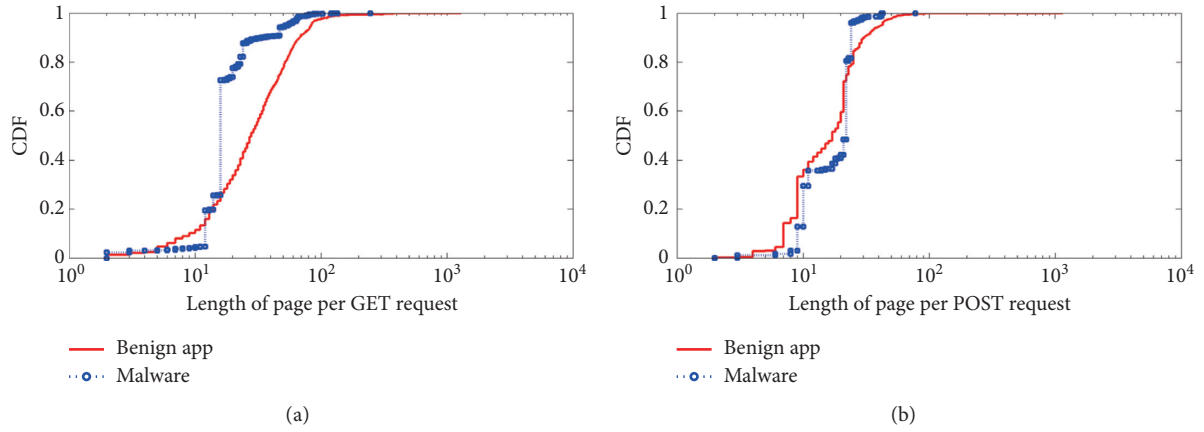 1
0.8
0.6
0.4
0.2
0
CDF
10^0 10^1 10^2 10^3 10^4
Length of page per GET request
Benign app
Malware
(a)
1
0.8
0.6
0.4
0.2
0
CDF
10^0 10^1 10^2 10^3 10^4
Length of page per POST request
Benign app
Malware
(b)